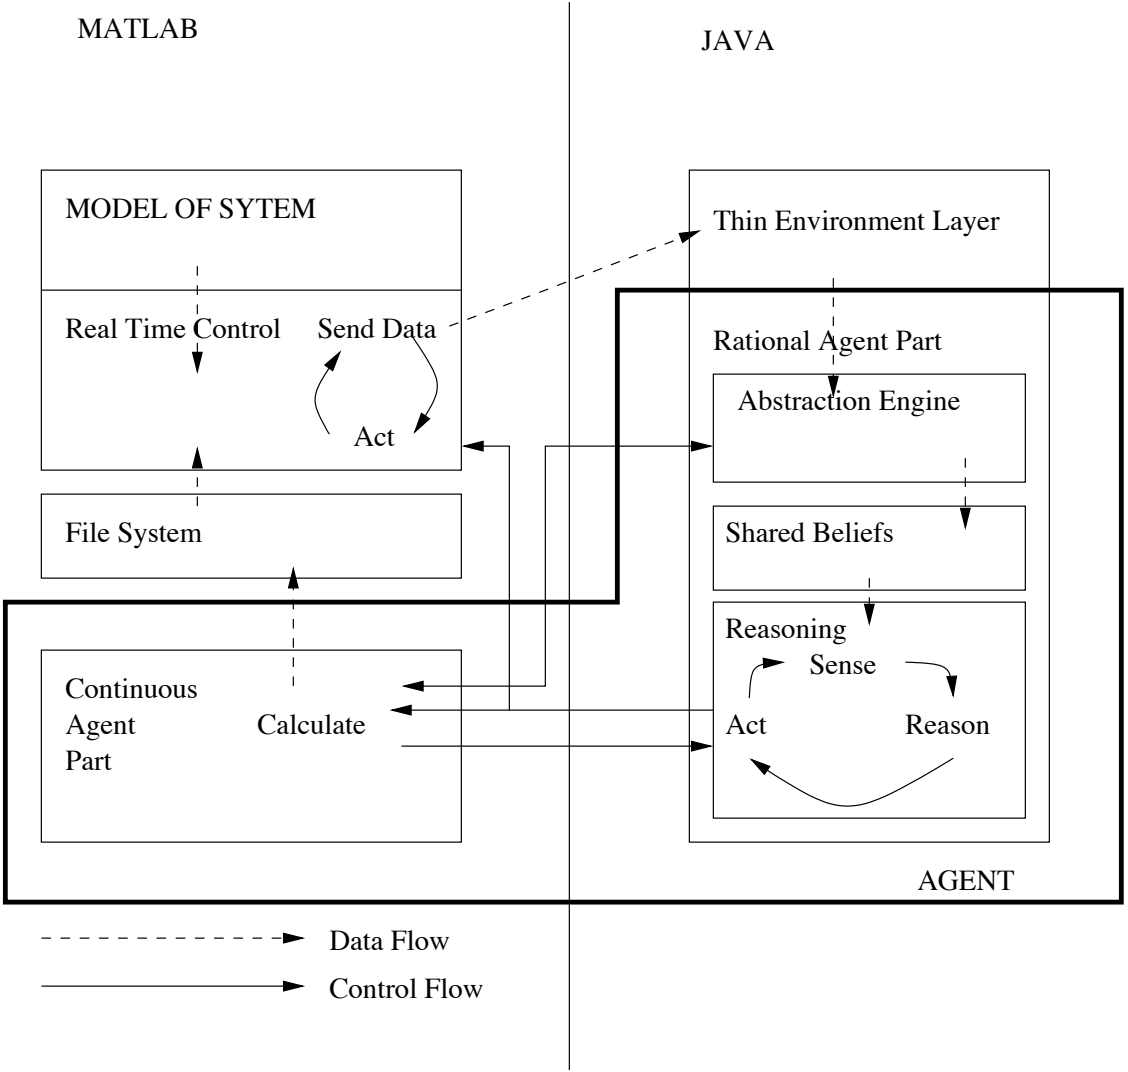 MATLAB
JAVA
MODEL OF SYTEM
Thin Environment Layer
Real Time Control
Send Data
Act
Rational Agent Part
Abstraction Engine
File System
Shared Beliefs
Continuous
Agent
Part
Calculate
Reasoning
Sense
Act
Reason
AGENT
Data Flow
Control Flow